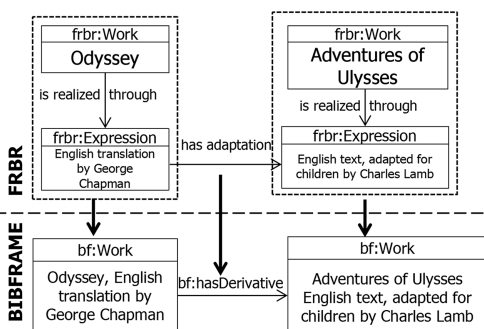 frbr:Work
Odyssey
frbr:Work
Adventures of
Ulysses
is realized through
is realized through
frbr:Expression
English translation
by George
Chapman
has adaptation
frbr:Expression
English text, adapted for
children by Charles Lamb
FRBR
BIBFRAME
bf:Work
Odyssey, English
translation by
George Chapman
bf:hasDerivative
bf:Work
Adventures of Ulysses
English text, adapted for
children by Charles Lamb